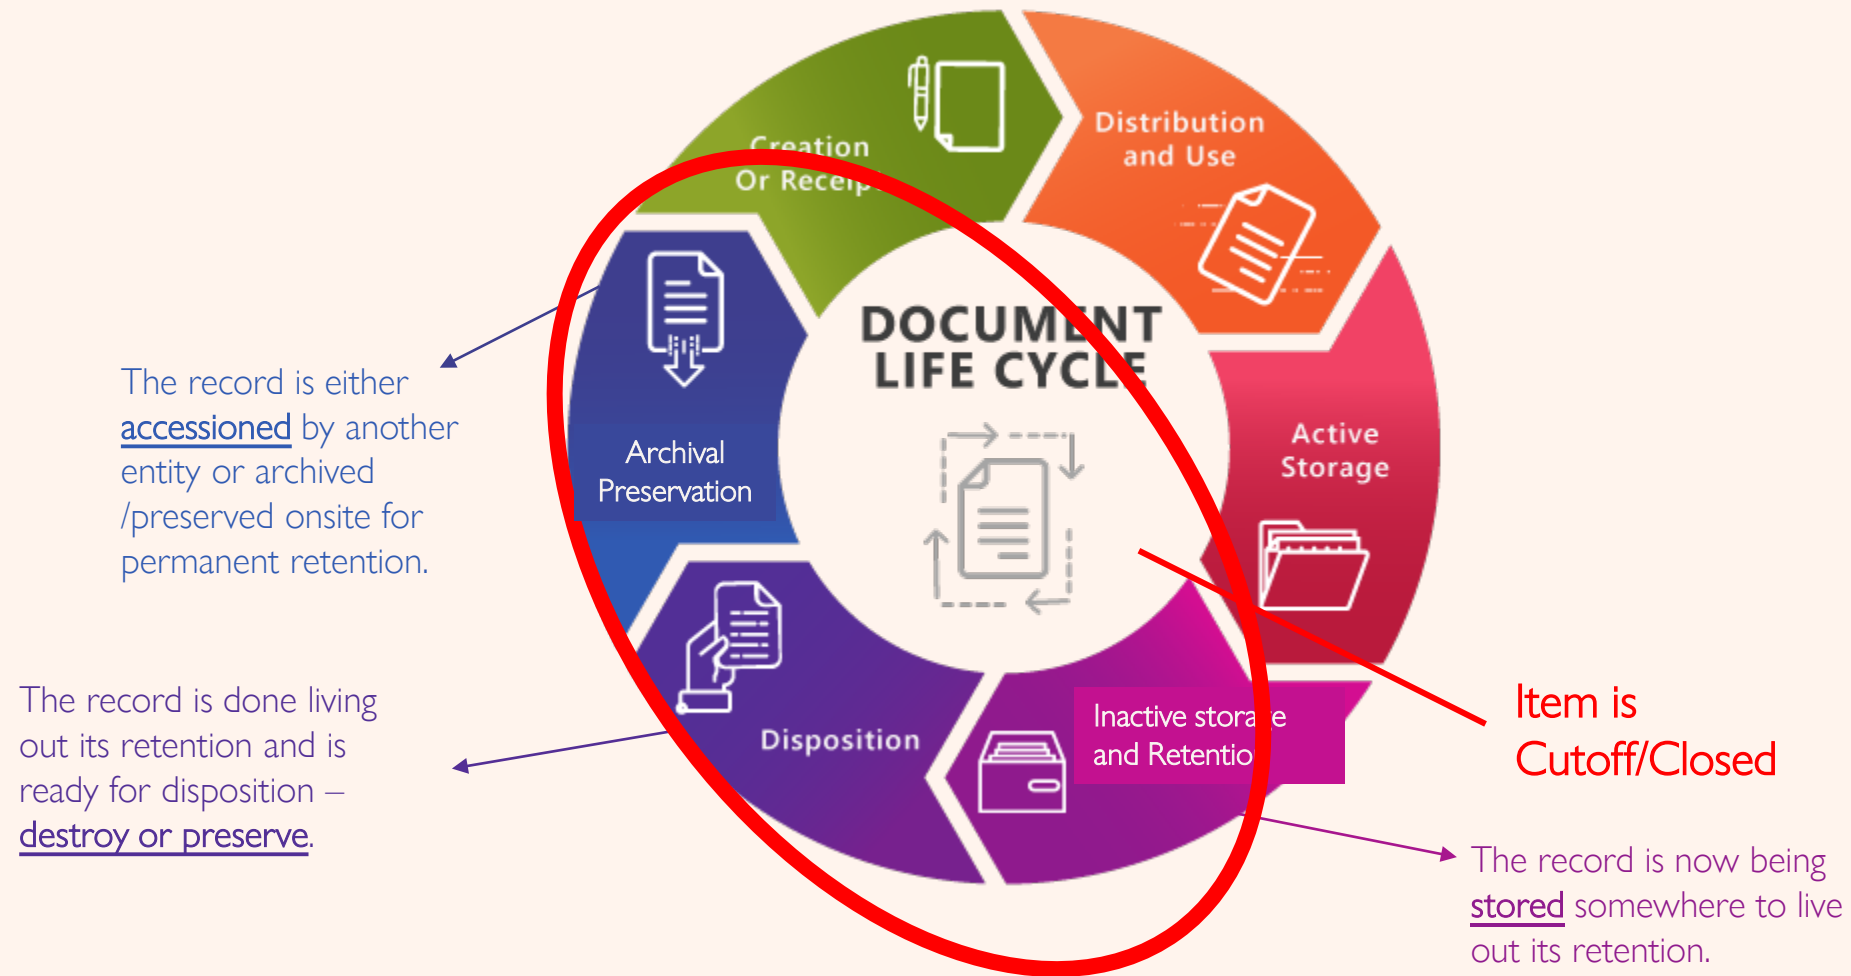 Creation
Or Receipt
Distribution
and Use
DOCUMENT
LIFE CYCLE
Active
Storage
Archival
Preservation
Disposition
Inactive storage
and Retention
The record is either
accessioned by another
entity or archived
/preserved onsite for
permanent retention.
The record is done living
out its retention and is
ready for disposition –
destroy or preserve.
Item is
Cutoff/Closed
The record is now being
stored somewhere to live
out its retention.